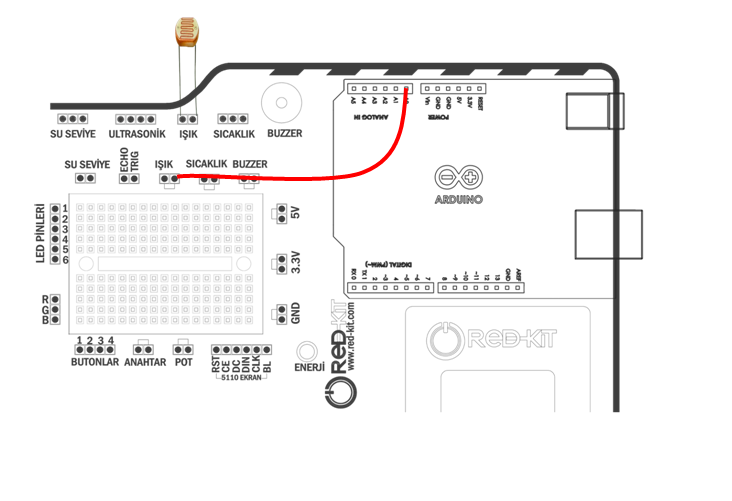 SU SEVİYE ULTRASONİK IŞIK SICAKLIK BUZZER
SU SEVİYE ECHO TRIG IŞIK SICAKLIK BUZZER
A5 A4 A3 A2 A1 Vin GND GND 5V 3.3V RESET
ANALOG IN POWER
ARDUINO
LED PİNLERİ
1
2
3
4
5
6
5V
3.3V
GND
R
G
B
RX 0 TX 1 2 ~3 4 ~5 ~6 7 8 ~9 ~10 ~11 12 13 GND AREF
DIGITAL (PWM~)
1 2 3 4
BUTONLAR ANAHTAR POT
RST CE DC DIN CLK BL
5110 EKRAN
ENERJİ
ReD-KIT
www.red-kit.com
ReD-KIT